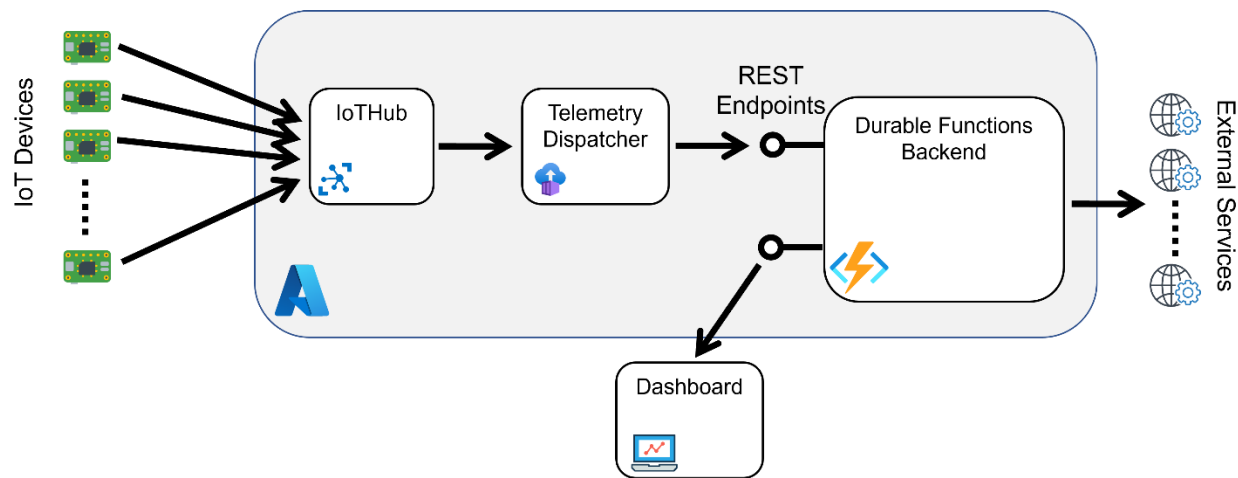 IoT Devices
IoTHub
Telemetry
Dispatcher
REST
Endpoints
Durable Functions
Backend
External Services
Dashboard